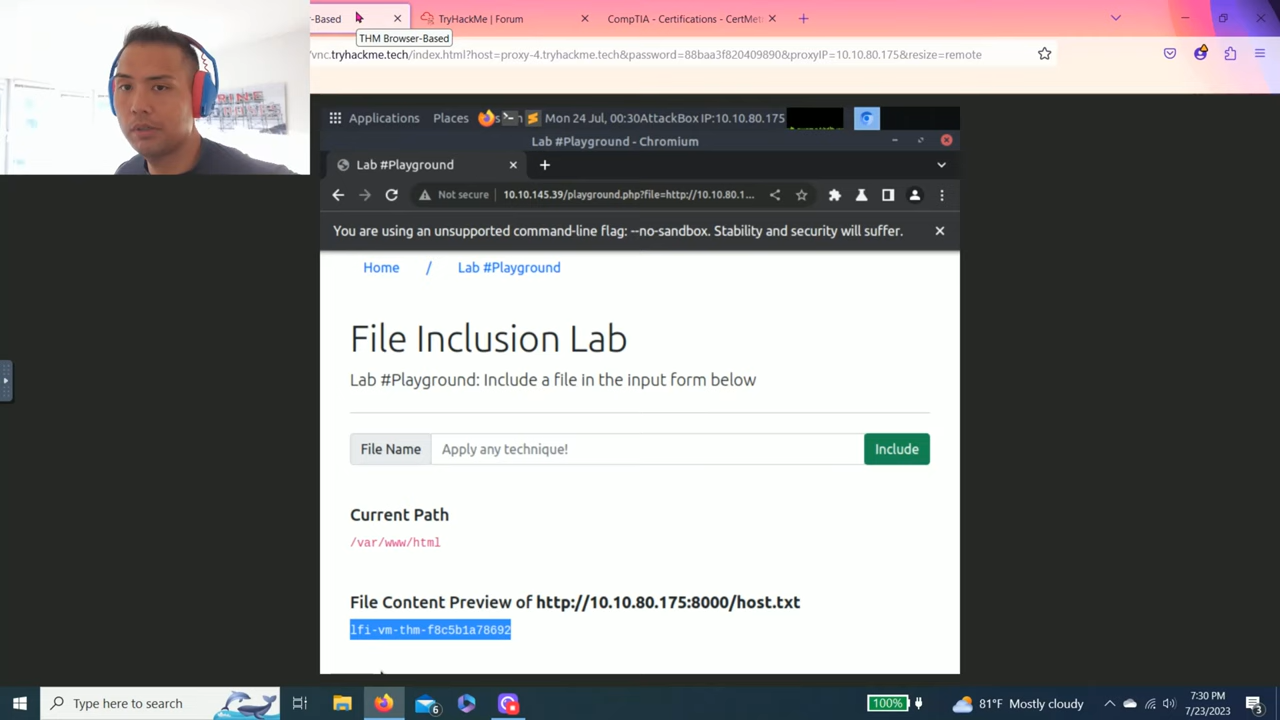 r-Based
TryHackMe | Forum
CompTIA - Certifications - CertMet
THM Browser-Based
vnc.tryhackme.tech/index.html?host=proxy-4.tryhackme.tech&password=88baa3f820409890&proxyIP=10.10.80.175&resize=remote
Applications Places Mon 24 Jul, 00:30AttackBox IP:10.10.80.175
Lab #Playground - Chromium
Lab #Playground
Not secure 10.10.145.39/playground.php?file=http://10.10.80.1...
You are using an unsupported command-line flag: --no-sandbox. Stability and security will suffer.
Home / Lab #Playground
File Inclusion Lab
Lab #Playground: Include a file in the input form below
File Name Apply any technique! Include
Current Path
/var/www/html
File Content Preview of http://10.10.80.175:8000/host.txt
lfi-vm-thm-f8c5b1a78692
Type here to search
6
100%
81°F Mostly cloudy
7:30 PM
7/23/2023
3